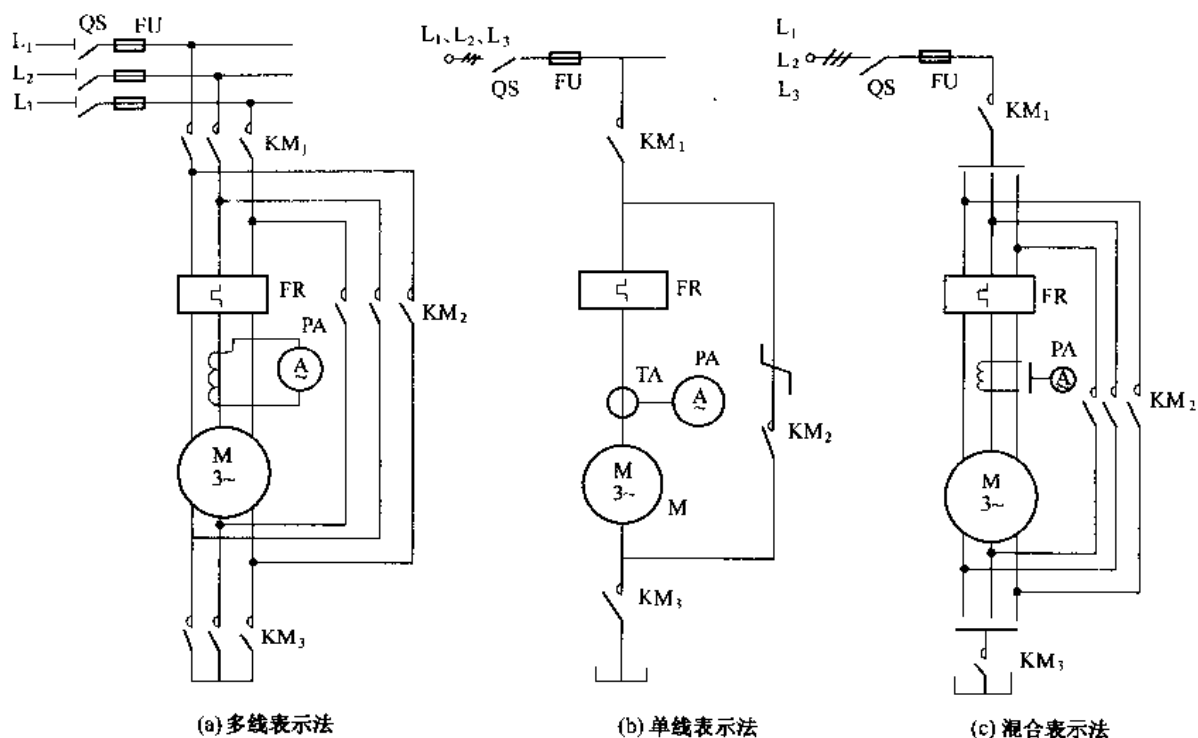 QS FU
L₁
L₂
L₃
KM₁
FR
PA
KM₂
A
~
M
3~
KM₃
(a) 多线表示法
L₁、L₂、L₃
QS
FU
KM₁
FR
TA
PA
A
~
KM₂
M
3~
M
KM₃
(b) 单线表示法
L₁
L₂
L₃
QS
FU
KM₁
FR
PA
A
KM₂
M
3~
KM₃
(c) 混合表示法